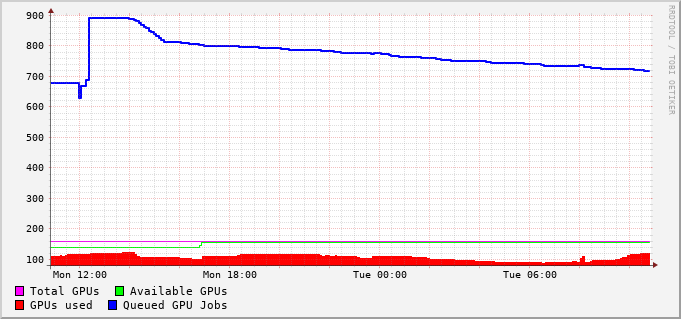 900
800
700
600
500
400
300
200
100
Mon 12:00 Mon 18:00 Tue 00:00 Tue 06:00
Total GPUs Available GPUs
GPUs used Queued GPU Jobs
RRDTOOL / TOBI OETIKER